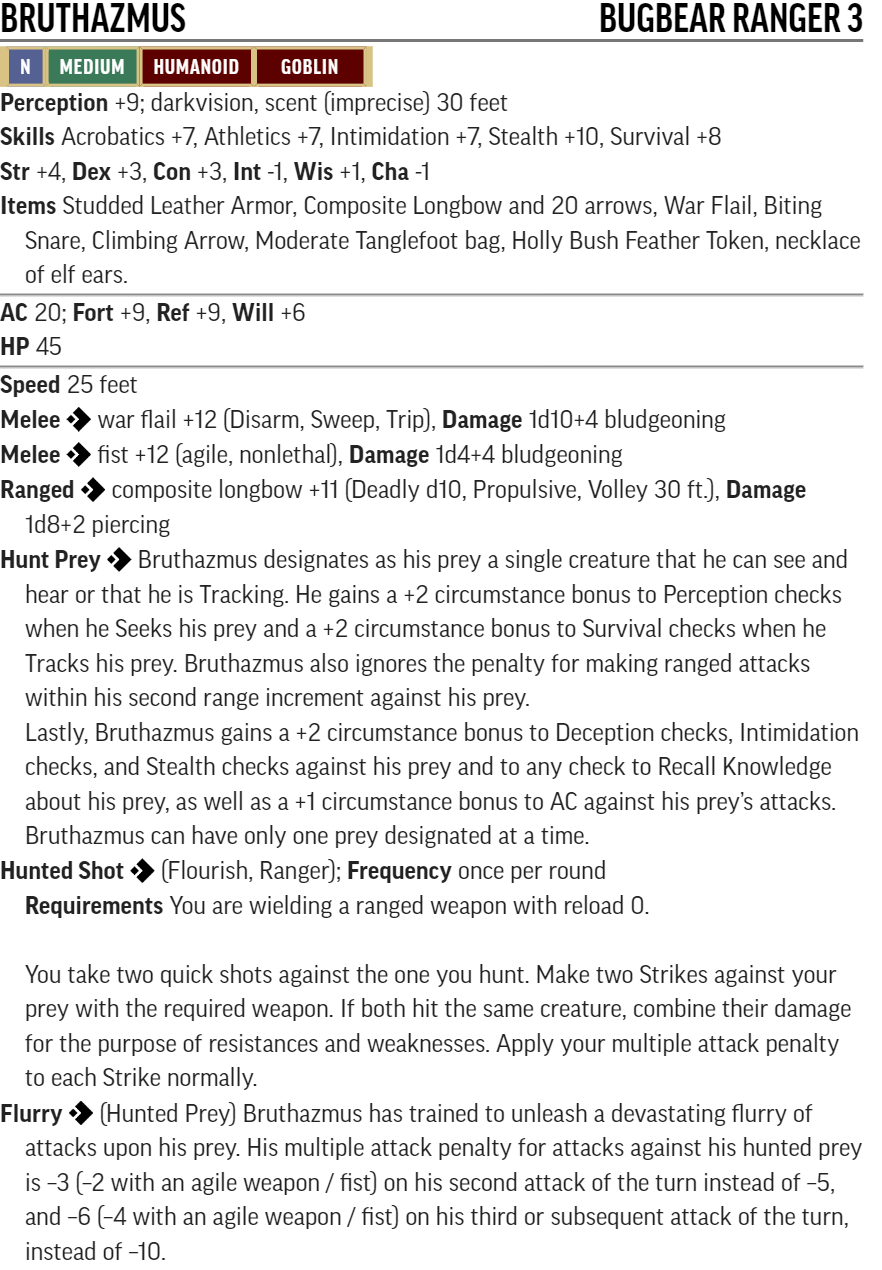 BRUTHAZMUS BUGBEAR RANGER 3
N MEDIUM HUMANOID GOBLIN
Perception +9; darkvision, scent (imprecise) 30 feet
Skills Acrobatics +7, Athletics +7, Intimidation +7, Stealth +10, Survival +8
Str +4, Dex +3, Con +3, Int -1, Wis +1, Cha -1
Items Studded Leather Armor, Composite Longbow and 20 arrows, War Flail, Biting
Snare, Climbing Arrow, Moderate Tanglefoot bag, Holly Bush Feather Token, necklace
of elf ears.
AC 20; Fort +9, Ref +9, Will +6
HP 45
Speed 25 feet
Melee war flail +12 (Disarm, Sweep, Trip), Damage 1d10+4 bludgeoning
Melee fist +12 (agile, nonlethal), Damage 1d4+4 bludgeoning
Ranged composite longbow +11 (Deadly d10, Propulsive, Volley 30 ft.), Damage
1d8+2 piercing
Hunt Prey Bruthazmus designates as his prey a single creature that he can see and
hear or that he is Tracking. He gains a +2 circumstance bonus to Perception checks
when he Seeks his prey and a +2 circumstance bonus to Survival checks when he
Tracks his prey. Bruthazmus also ignores the penalty for making ranged attacks
within his second range increment against his prey.
Lastly, Bruthazmus gains a +2 circumstance bonus to Deception checks, Intimidation
checks, and Stealth checks against his prey and to any check to Recall Knowledge
about his prey, as well as a +1 circumstance bonus to AC against his prey’s attacks.
Bruthazmus can have only one prey designated at a time.
Hunted Shot (Flourish, Ranger); Frequency once per round
Requirements You are wielding a ranged weapon with reload 0.
You take two quick shots against the one you hunt. Make two Strikes against your
prey with the required weapon. If both hit the same creature, combine their damage
for the purpose of resistances and weaknesses. Apply your multiple attack penalty
to each Strike normally.
Flurry (Hunted Prey) Bruthazmus has trained to unleash a devastating flurry of
attacks upon his prey. His multiple attack penalty for attacks against his hunted prey
is –3 (–2 with an agile weapon / fist) on his second attack of the turn instead of –5,
and –6 (–4 with an agile weapon / fist) on his third or subsequent attack of the turn,
instead of –10.